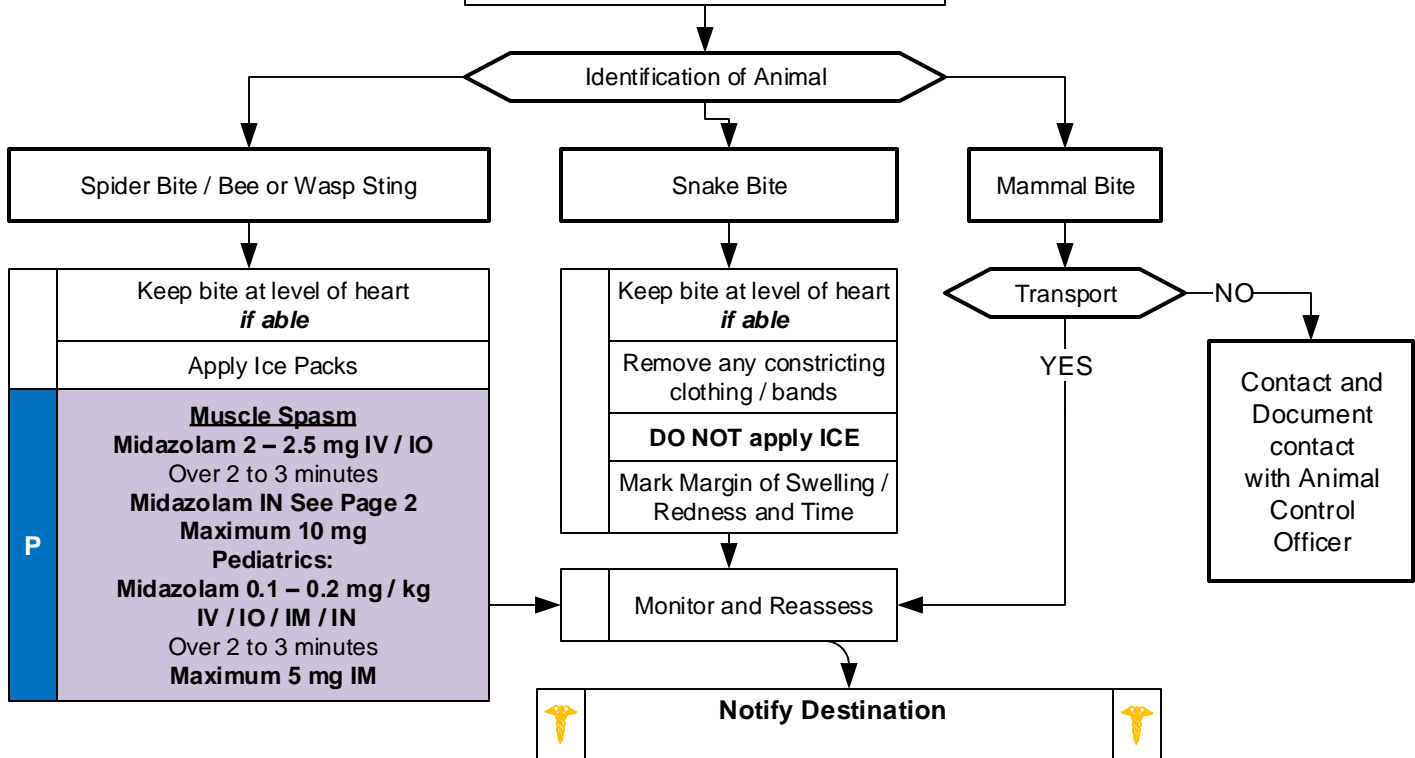 Identification of Animal
Spider Bite / Bee or Wasp Sting
Snake Bite
Mammal Bite
Keep bite at level of heart
if able
Apply Ice Packs
P
Muscle Spasm
Midazolam 2 – 2.5 mg IV / IO
Over 2 to 3 minutes
Midazolam IN See Page 2
Maximum 10 mg
Pediatrics:
Midazolam 0.1 – 0.2 mg / kg
IV / IO / IM / IN
Over 2 to 3 minutes
Maximum 5 mg IM
Keep bite at level of heart
if able
Remove any constricting
clothing / bands
DO NOT apply ICE
Mark Margin of Swelling /
Redness and Time
Transport
NO
YES
Contact and
Document
contact
with Animal
Control
Officer
Monitor and Reassess
Notify Destination